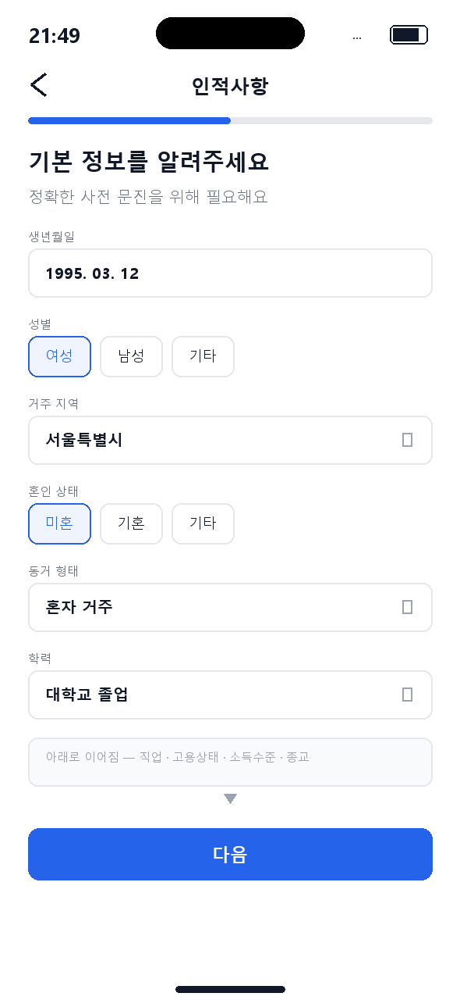 21:49
...
인적사항
기본 정보를 알려주세요
정확한 사전 문진을 위해 필요해요
생년월일
1995. 03. 12
성별
여성 남성 기타
거주 지역
서울특별시
혼인 상태
미혼 기혼 기타
동거 형태
혼자 거주
학력
대학교 졸업
아래로 이어짐 — 직업 · 고용상태 · 소득수준 · 종교
다음